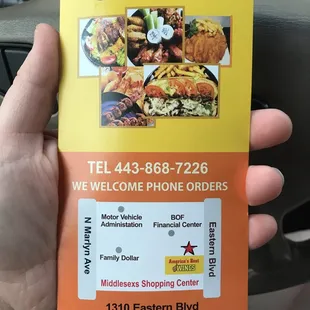 TEL 443-868-7226
WE WELCOME PHONE ORDERS
Motor Vehicle
Administation
BOF
Financial Center
N Marlyn Ave
Eastern Blvd
Family Dollar
America's Best
WINGS
Middlesexs Shopping Center
1310 Eastern Blvd